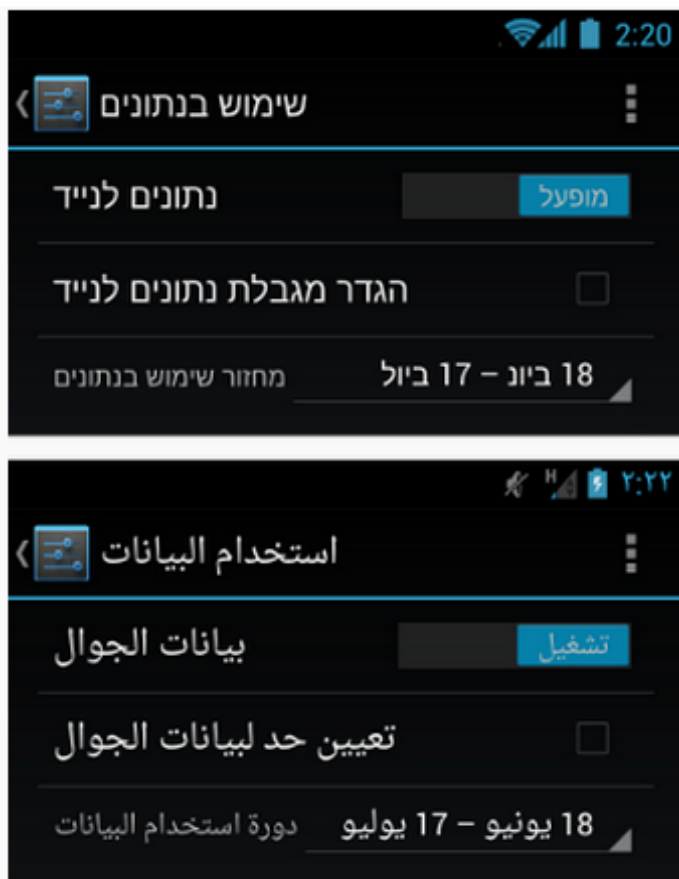 2:20
שימוש בנתונים
נתונים לנייד מופעל
הגדר מגבלת נתונים לנייד
מחזור שימוש בנתונים 18 ביונ – 17 ביול
H ٢:٢٢
استخدام البيانات
بيانات الجوال تشغيل
تعيين حد لبيانات الجوال
دورة استخدام البيانات 18 يونيو – 17 يوليو